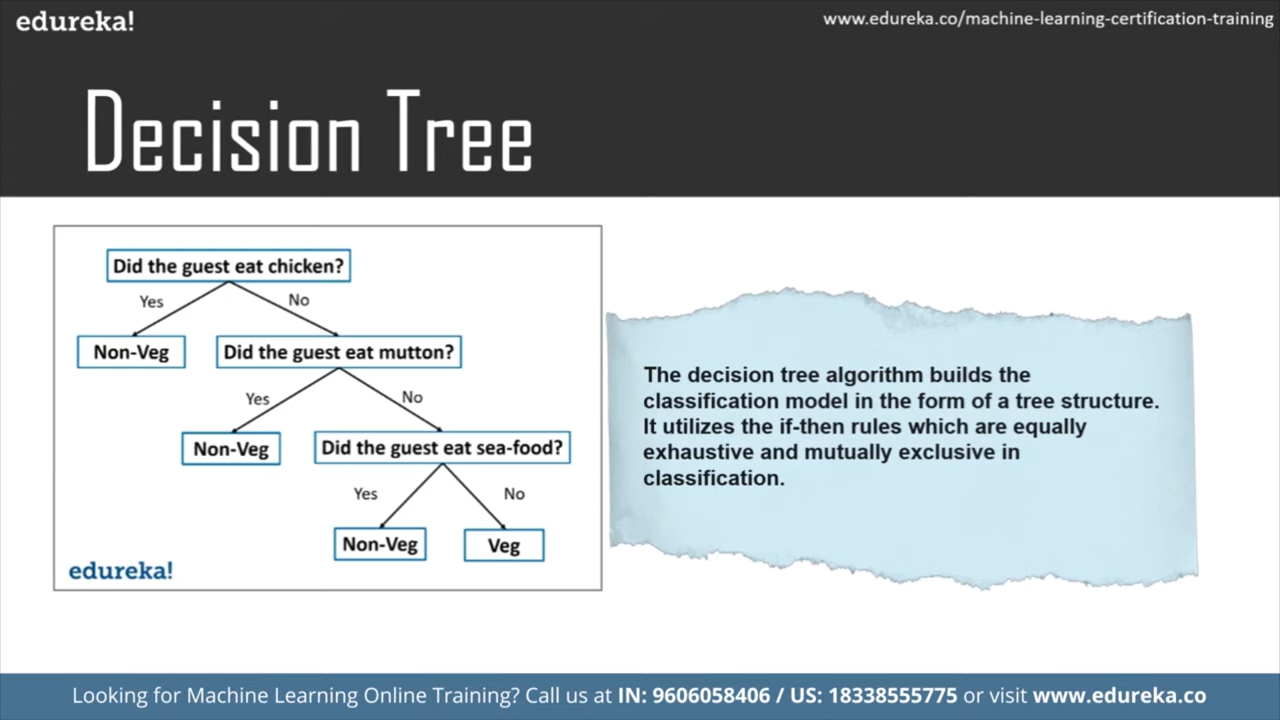 edureka!
www.edureka.co/machine-learning-certification-training
Decision Tree
Did the guest eat chicken?
Yes
No
Non-Veg
Did the guest eat mutton?
Yes
No
Non-Veg
Did the guest eat sea-food?
Yes
No
Non-Veg
Veg
edureka!
The decision tree algorithm builds the
classification model in the form of a tree structure.
It utilizes the if-then rules which are equally
exhaustive and mutually exclusive in
classification.
Looking for Machine Learning Online Training? Call us at IN: 9606058406 / US: 18338555775 or visit www.edureka.co